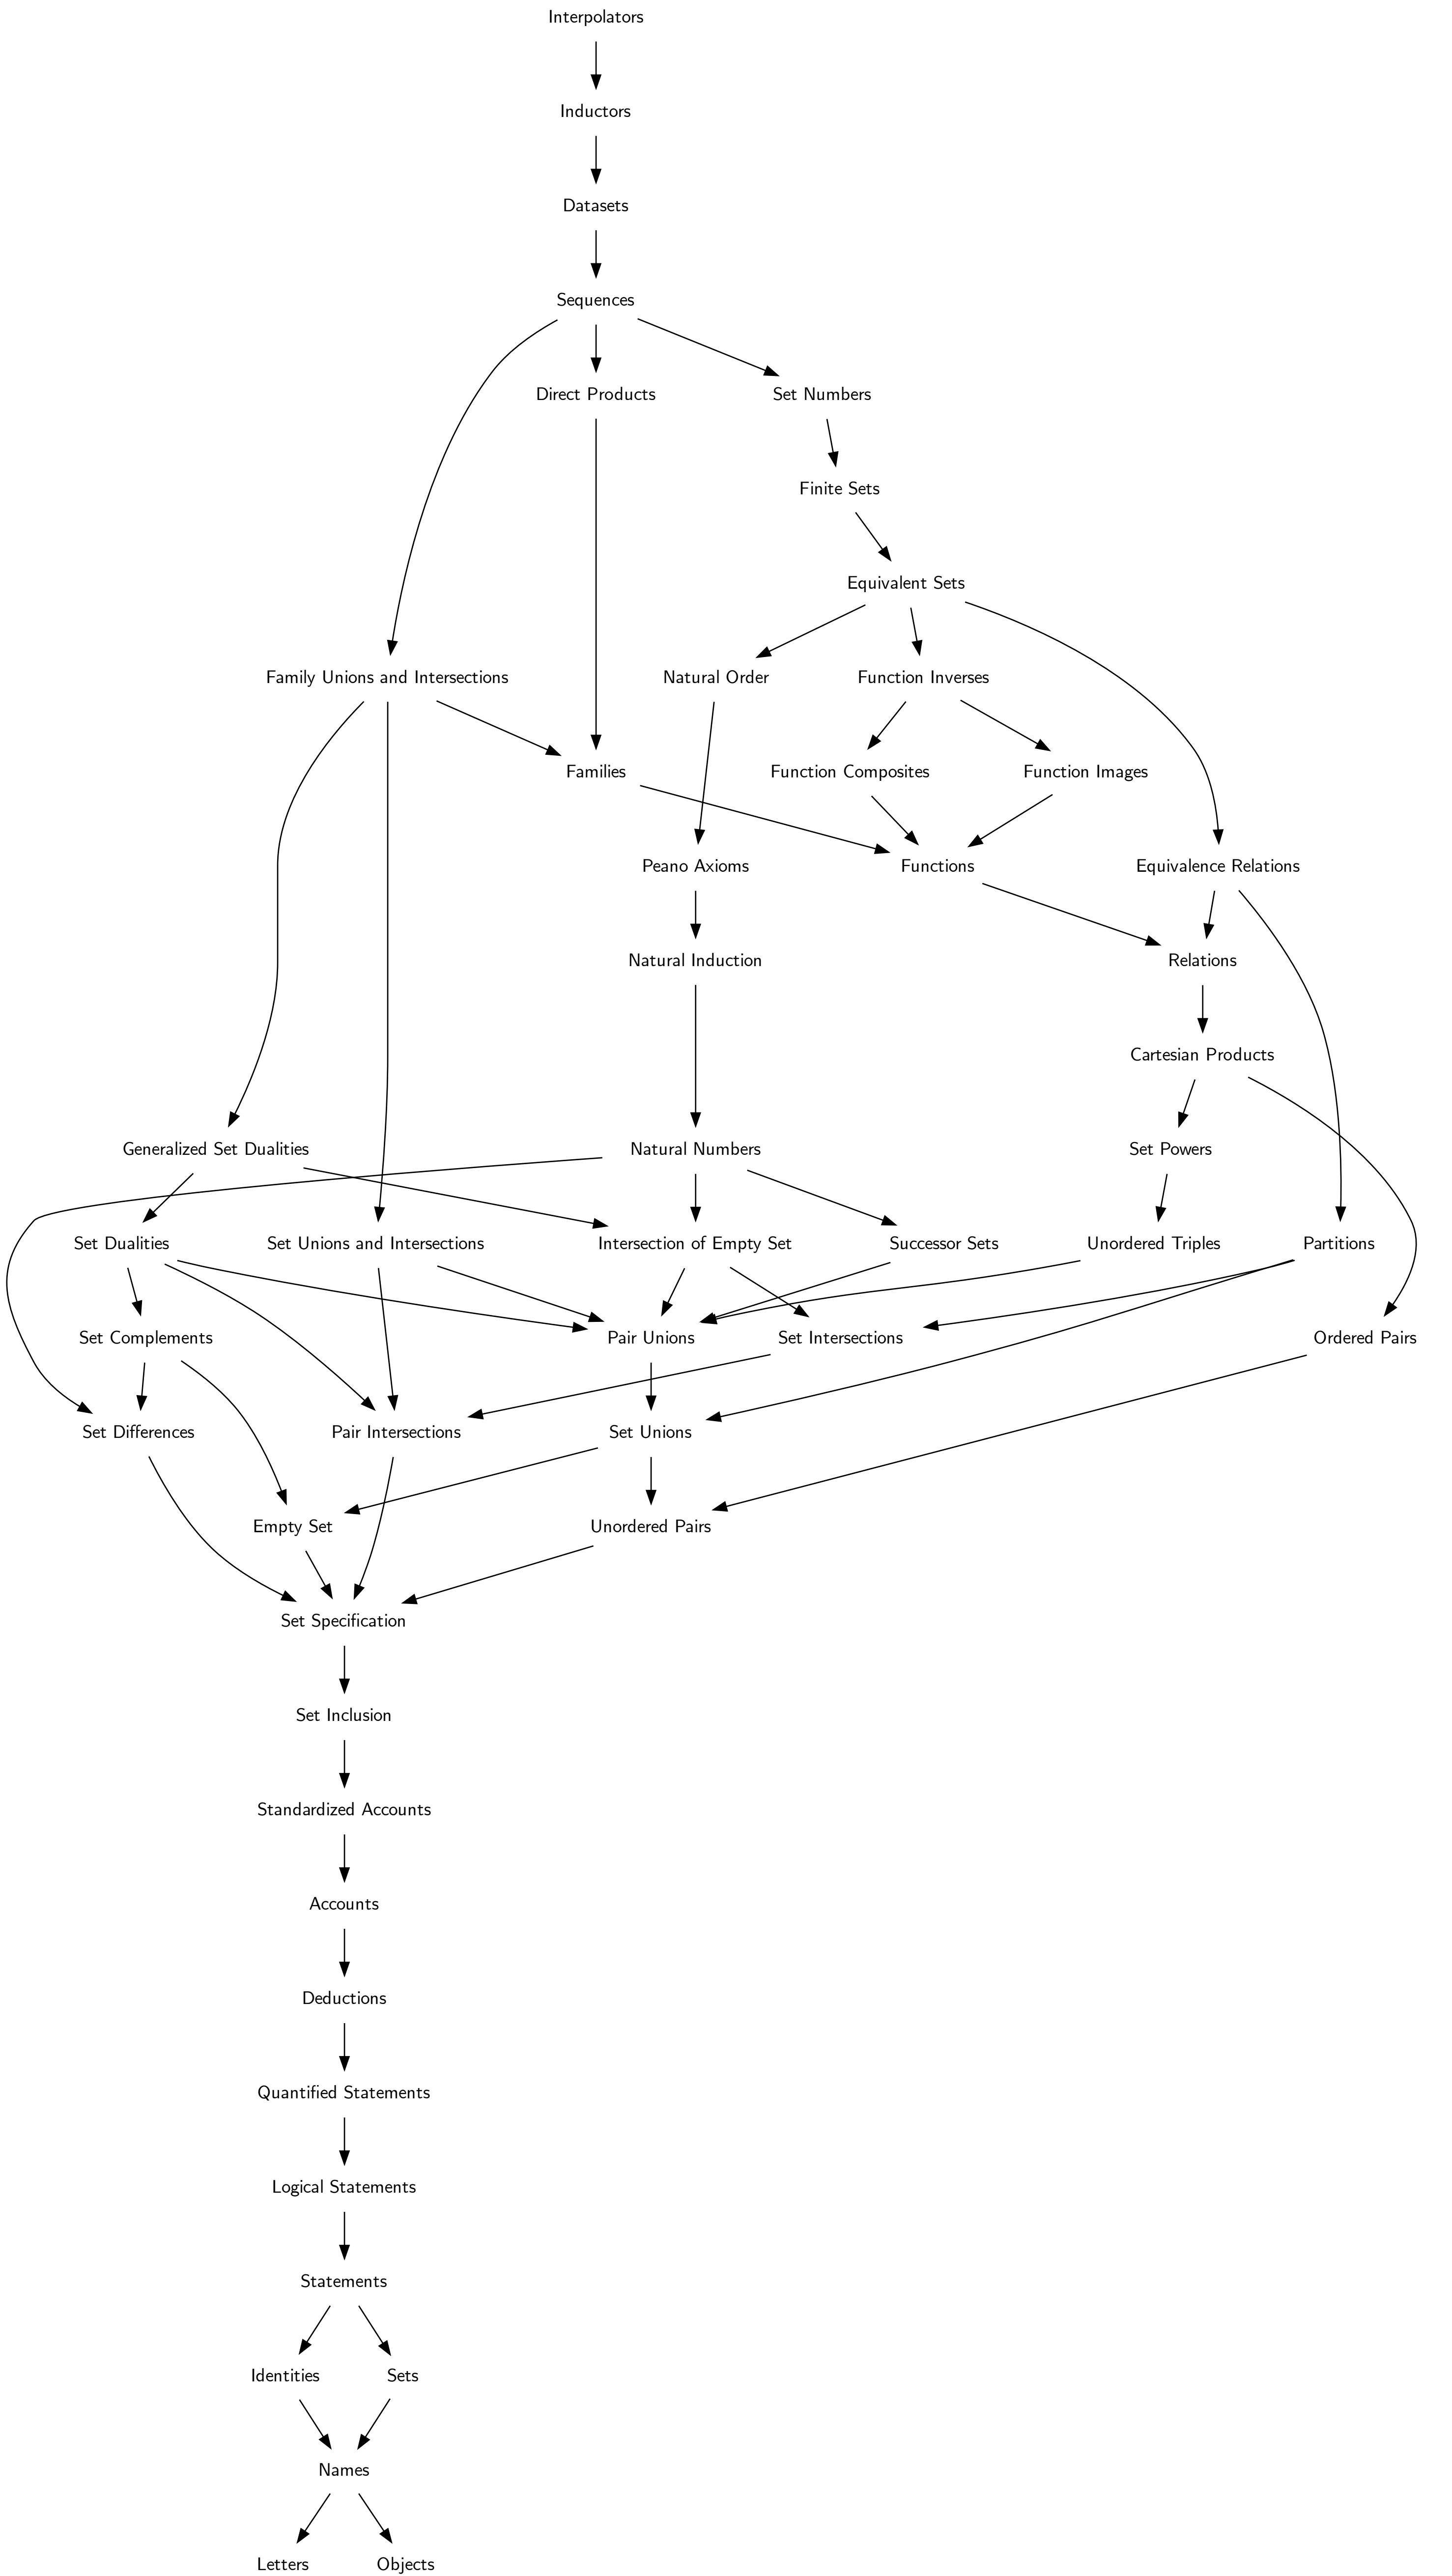 Interpolators
Inductors
Datasets
Sequences
Direct Products
Set Numbers
Finite Sets
Equivalent Sets
Family Unions and Intersections
Natural Order
Function Inverses
Families
Function Composites
Function Images
Peano Axioms
Functions
Equivalence Relations
Natural Induction
Relations
Cartesian Products
Generalized Set Dualities
Natural Numbers
Set Powers
Set Dualities
Set Unions and Intersections
Intersection of Empty Set
Successor Sets
Unordered Triples
Partitions
Set Complements
Pair Unions
Set Intersections
Ordered Pairs
Set Differences
Pair Intersections
Set Unions
Empty Set
Unordered Pairs
Set Specification
Set Inclusion
Standardized Accounts
Accounts
Deductions
Quantified Statements
Logical Statements
Statements
Identities
Sets
Names
Letters
Objects